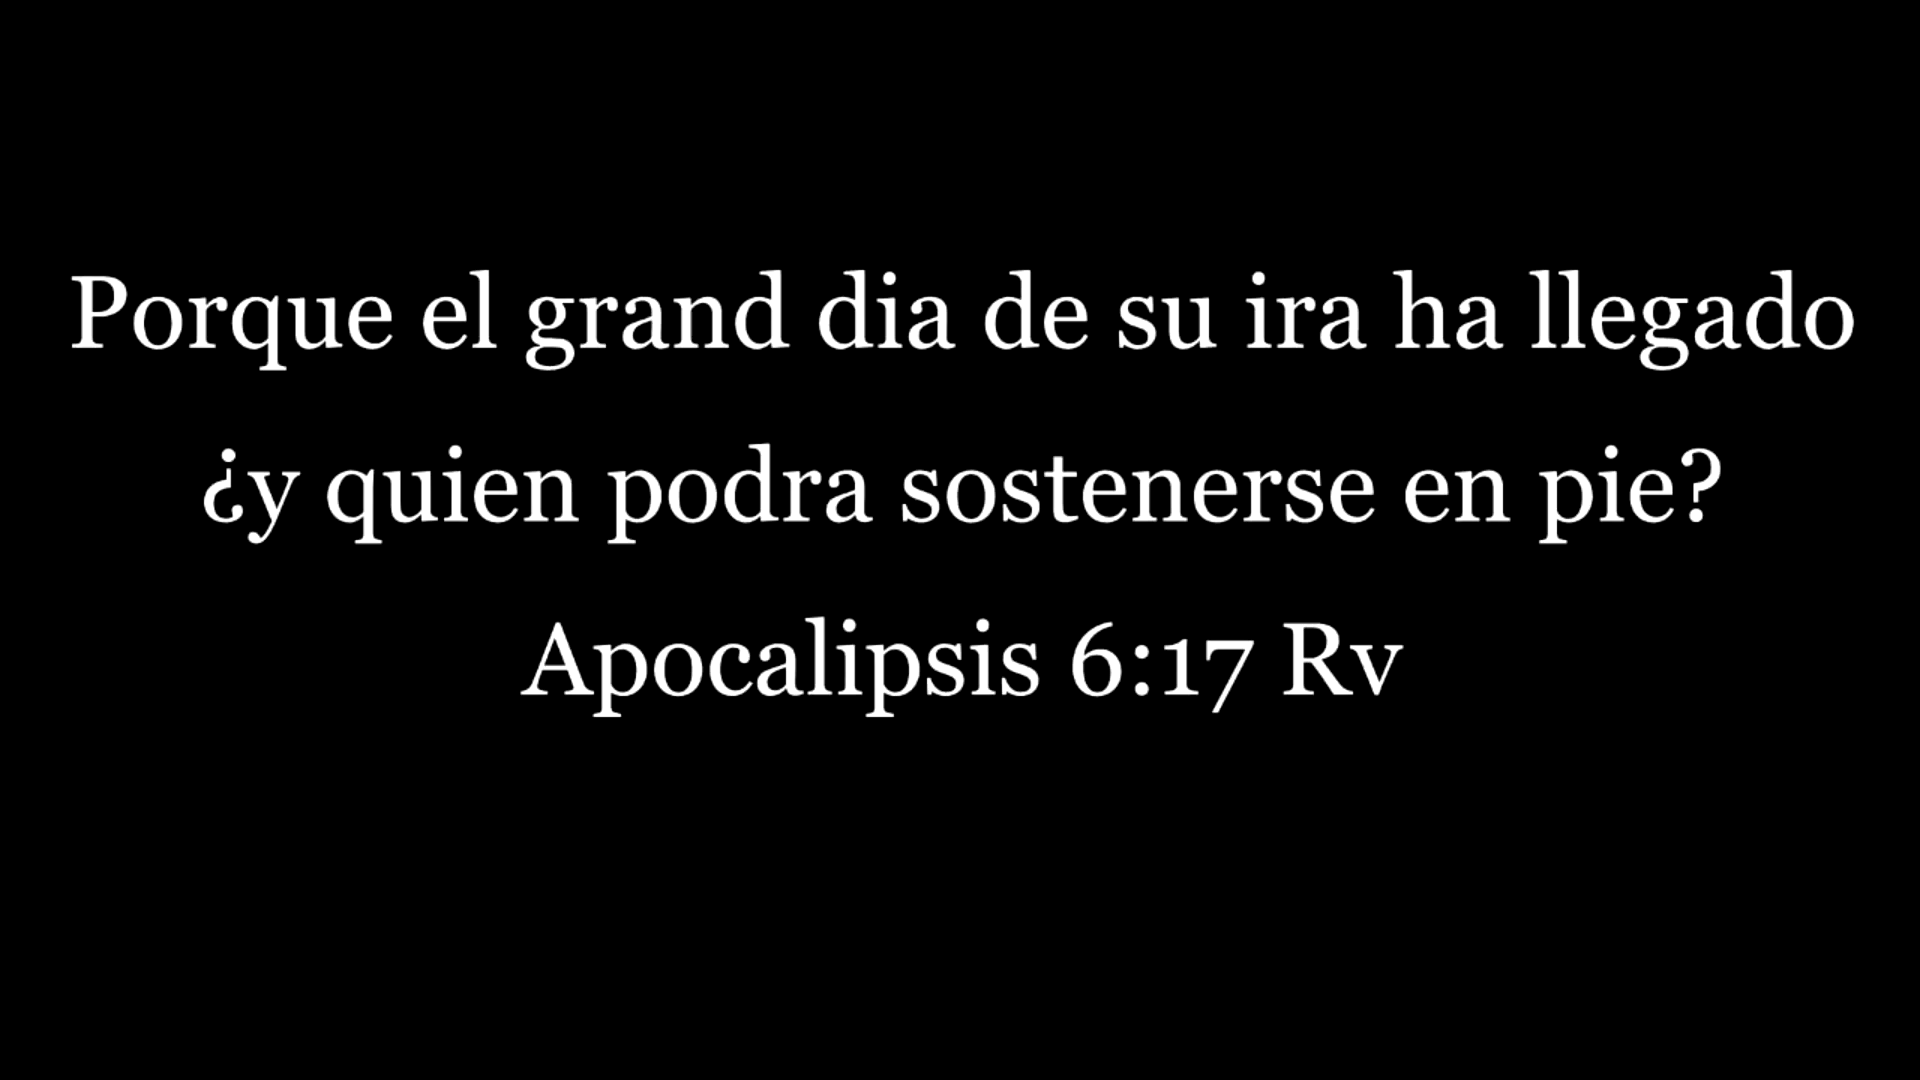 Porque el grand dia de su ira ha llegado
¿y quien podra sostenerse en pie?
Apocalipsis 6:17 Rv